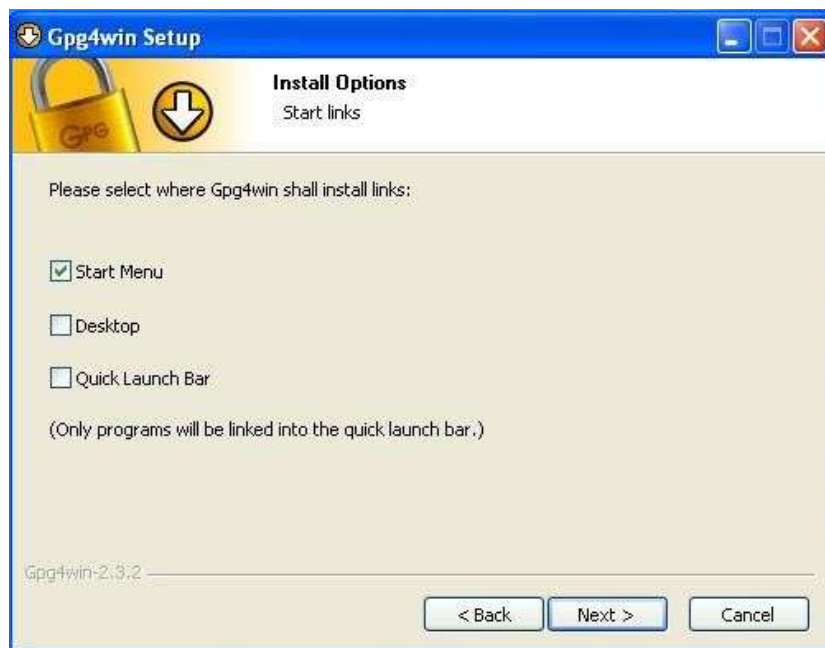 Gpg4win Setup
Install Options
Start links
GPG
Please select where Gpg4win shall install links:
Start Menu
Desktop
Quick Launch Bar
(Only programs will be linked into the quick launch bar.)
Gpg4win-2.3.2
< Back Next > Cancel